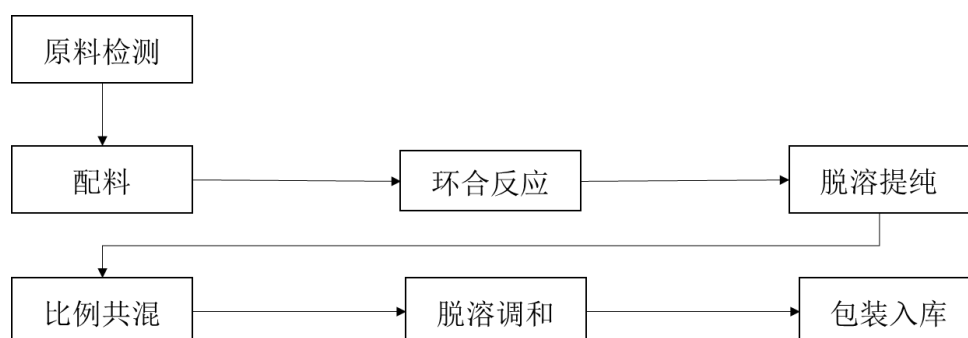 原料检测
配料
环合反应
脱溶提纯
比例共混
脱溶调和
包装入库